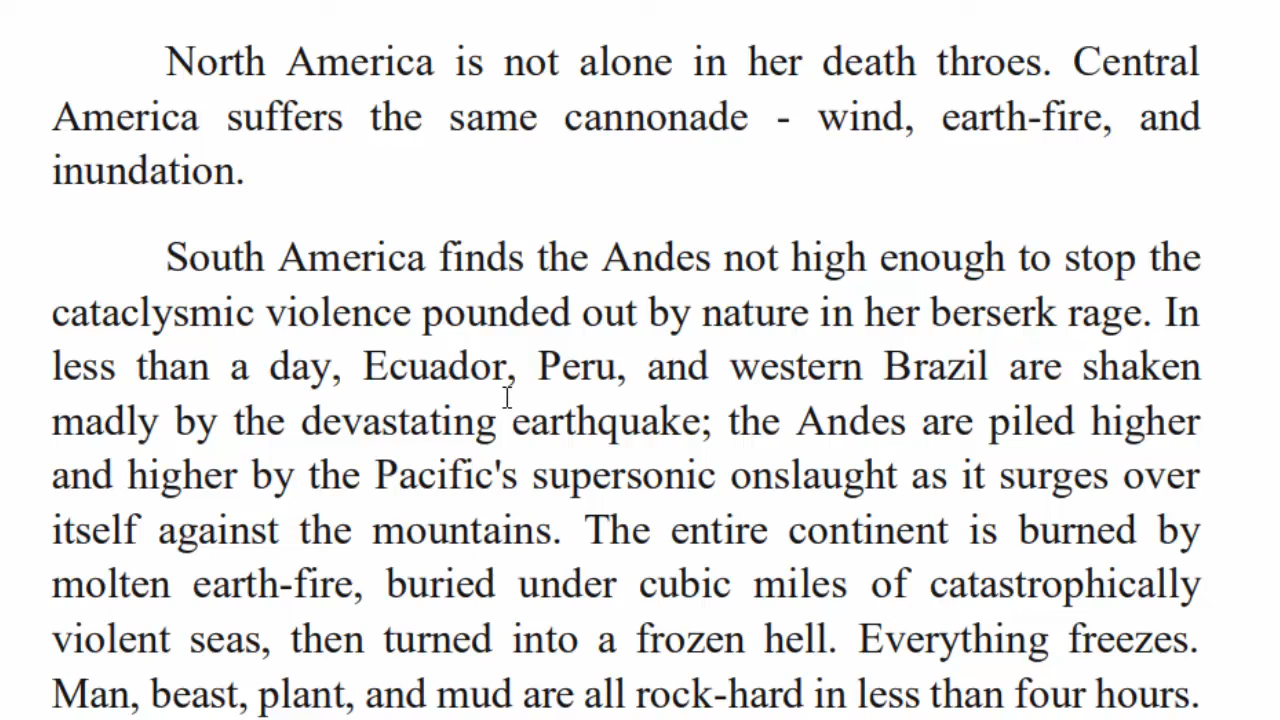 North America is not alone in her death throes. Central
America suffers the same cannonade - wind, earth-fire, and
inundation.
South America finds the Andes not high enough to stop the
cataclysmic violence pounded out by nature in her berserk rage. In
less than a day, Ecuador, Peru, and western Brazil are shaken
madly by the devastating earthquake; the Andes are piled higher
and higher by the Pacific's supersonic onslaught as it surges over
itself against the mountains. The entire continent is burned by
molten earth-fire, buried under cubic miles of catastrophically
violent seas, then turned into a frozen hell. Everything freezes.
Man, beast, plant, and mud are all rock-hard in less than four hours.